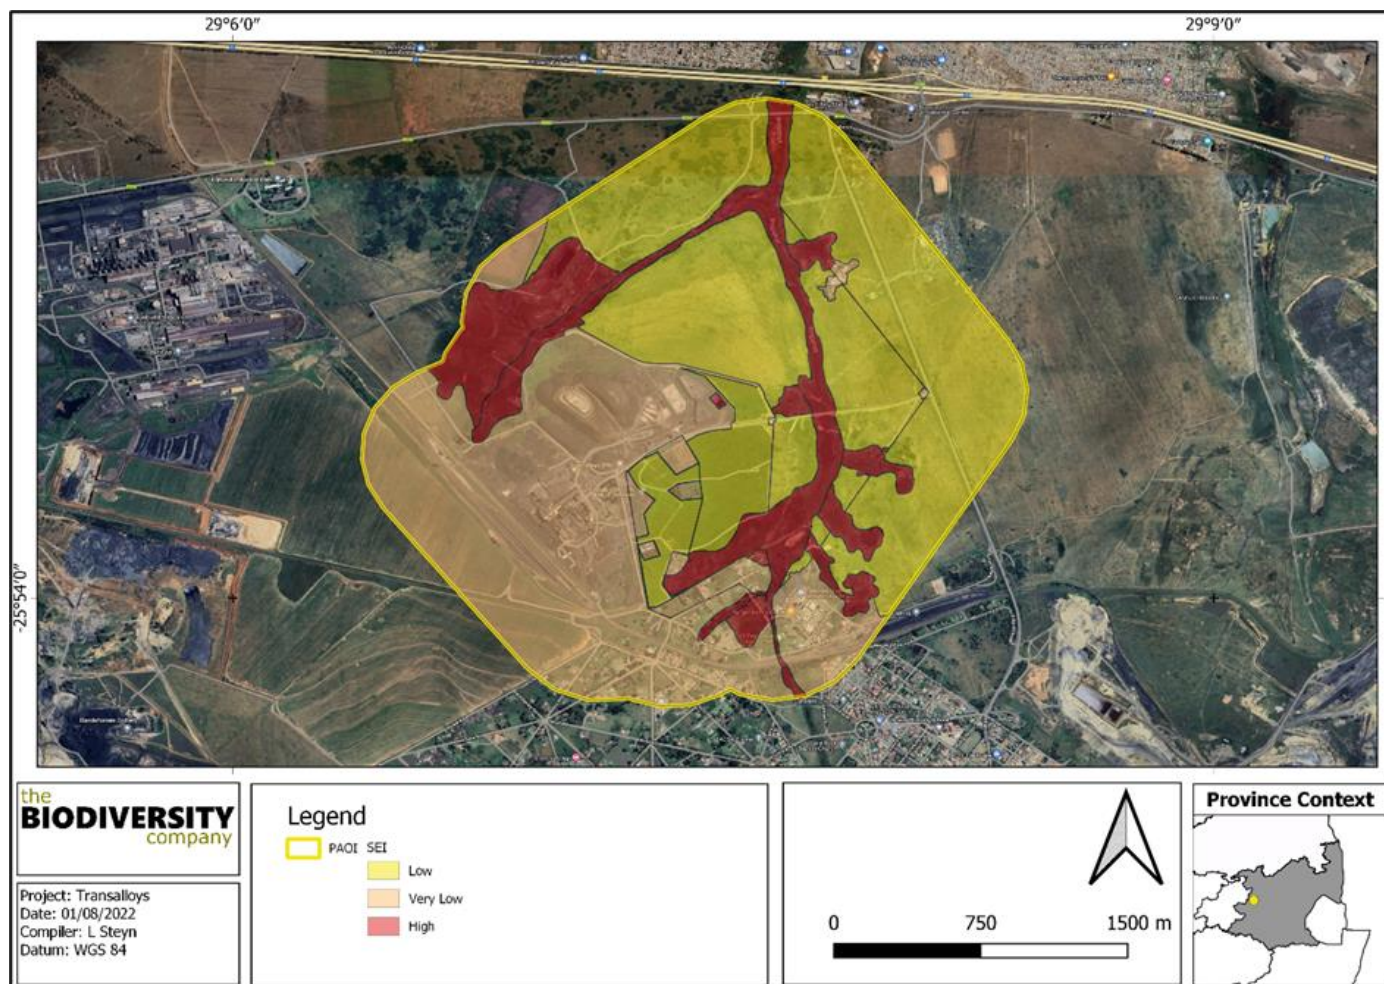 29°6'0"
29°9'0"
-25°54'0"
the
BIODIVERSITY
company
Project: Transalloys
Date: 01/08/2022
Compiler: L Steyn
Datum: WGS 84
Legend
PAOI SEI
Low
Very Low
High
0 750 1500 m
Province Context